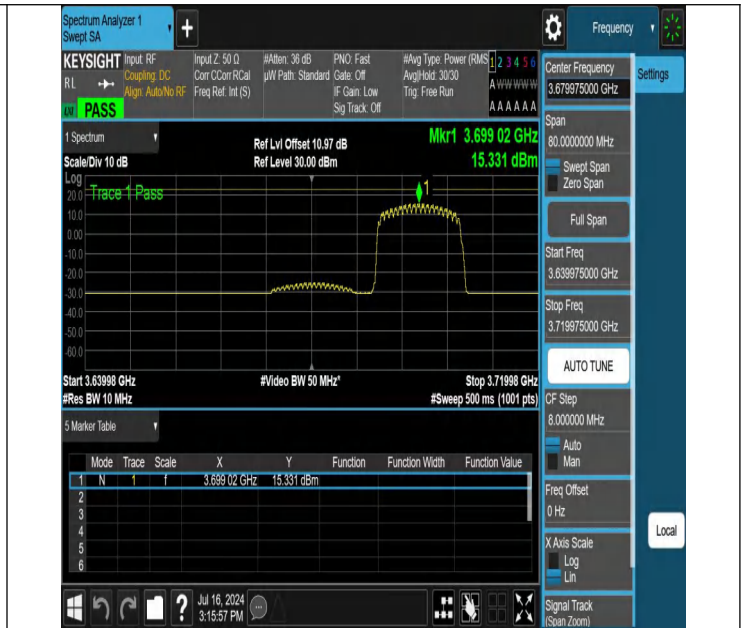 Spectrum Analyzer 1
Swept SA
+
Frequency
KEYSIGHT
RL
PASS
Input: RF
Coupling: DC
Align: Auto/No RF
Input Z: 50 Ω
Corr CCorr RCal
Freq Ref: Int (S)
#Atten: 36 dB
µW Path: Standard
PNO: Fast
Gate: Off
IF Gain: Low
Sig Track: Off
#Avg Type: Power (RMS
Avg|Hold: 30/30
Trig: Free Run
1 2 3 4 5 6
A W W W W W
A A A A A A
1 Spectrum
Scale/Div 10 dB
Ref Lvl Offset 10.97 dB
Ref Level 30.00 dBm
Mkr1 3.699 02 GHz
15.331 dBm
Log
Trace 1 Pass
1
20.0
10.0
0.00
-10.0
-20.0
-30.0
-40.0
-50.0
-60.0
Start 3.63998 GHz
#Res BW 10 MHz
#Video BW 50 MHz*
Stop 3.71998 GHz
#Sweep 500 ms (1001 pts)
5 Marker Table
Mode Trace Scale X Y Function Function Width Function Value
1 N 1 f 3.699 02 GHz 15.331 dBm
2
3
4
5
6
?
Jul 16, 2024
3:15:57 PM
Center Frequency
3.679975000 GHz
Settings
Span
80.0000000 MHz
Swept Span
Zero Span
Full Span
Start Freq
3.639975000 GHz
Stop Freq
3.719975000 GHz
AUTO TUNE
CF Step
8.000000 MHz
Auto
Man
Freq Offset
0 Hz
Local
X Axis Scale
Log
Lin
Signal Track
(Span Zoom)